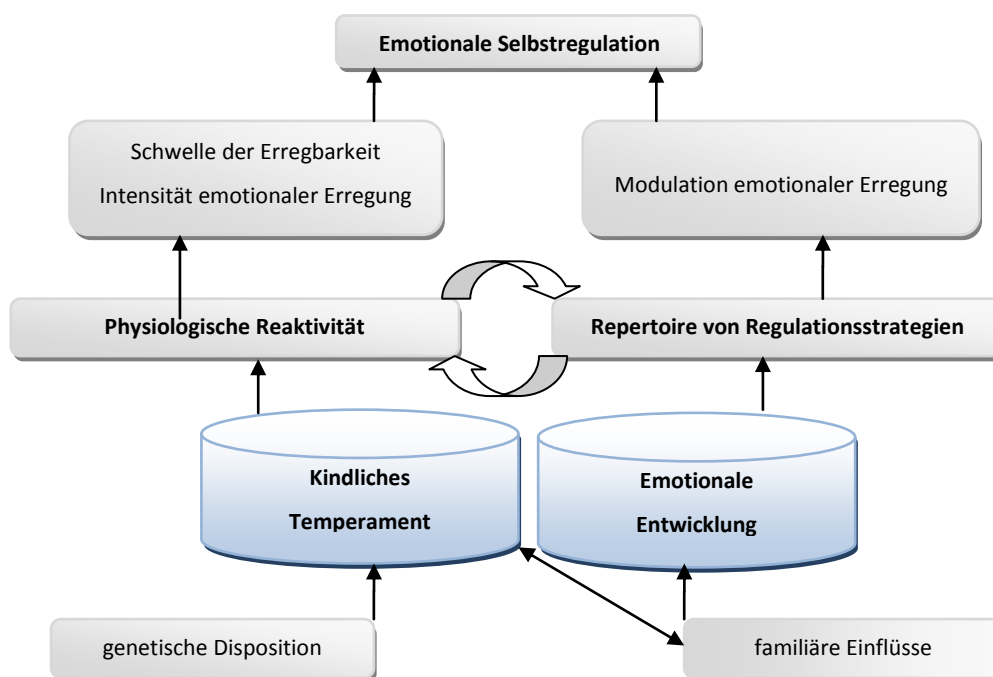 Emotionale Selbstregulation
Schwelle der Erregbarkeit
Intensität emotionaler Erregung
Modulation emotionaler Erregung
Physiologische Reaktivität
Repertoire von Regulationsstrategien
Kindliches
Temperament
Emotionale
Entwicklung
genetische Disposition
familiäre Einflüsse